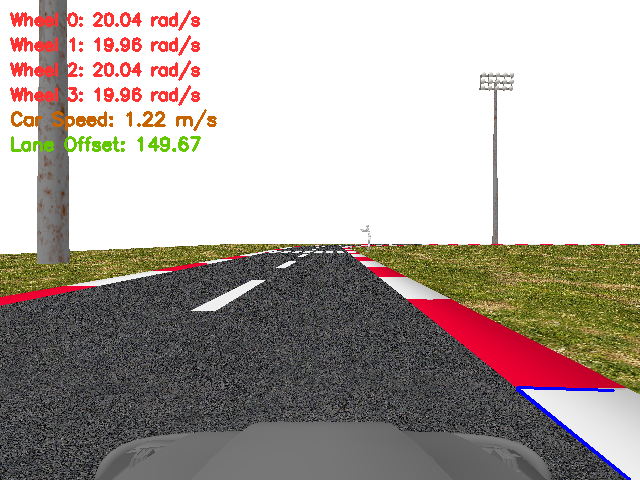 Wheel 0: 20.04 rad/s
Wheel 1: 19.96 rad/s
Wheel 2: 20.04 rad/s
Wheel 3: 19.96 rad/s
Car Speed: 1.22 m/s
Lane Offset: 149.67